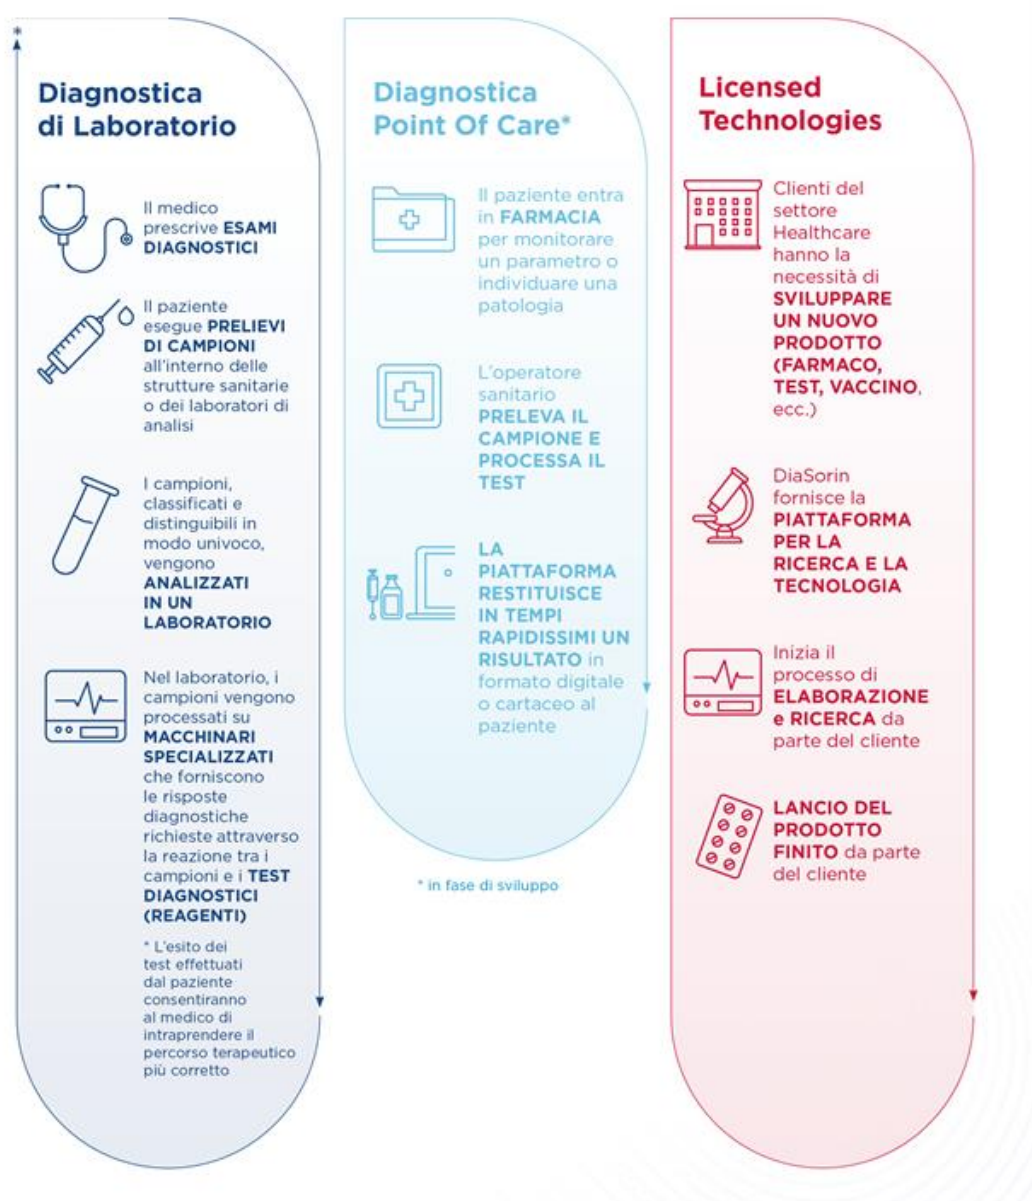 *
Diagnostica
di Laboratorio
Il medico
prescrive ESAMI
DIAGNOSTICI
Il paziente
esegue PRELIEVI
DI CAMPIONI
all'interno delle
strutture sanitarie
o dei laboratori di
analisi
I campioni,
classificati e
distinguibili in
modo univoco,
vengono
ANALIZZATI
IN UN
LABORATORIO
Nel laboratorio, i
campioni vengono
processati su
MACCHINARI
SPECIALIZZATI
che forniscono
le risposte
diagnostiche
richieste attraverso
la reazione tra i
campioni e i TEST
DIAGNOSTICI
(REAGENTI)
* L'esito dei
test effettuati
dal paziente
consentiranno
al medico di
intraprendere il
percorso terapeutico
più corretto
Diagnostica
Point Of Care*
Il paziente entra
in FARMACIA
per monitorare
un parametro o
individuare una
patologia
L'operatore
sanitario
PRELEVA IL
CAMPIONE E
PROCESSA IL
TEST
LA
PIATTAFORMA
RESTITUISCE
IN TEMPI
RAPIDISSIMI UN
RISULTATO in
formato digitale
o cartaceo al
paziente
* in fase di sviluppo
Licensed
Technologies
Clienti del
settore
Healthcare
hanno la
necessità di
SVILUPPARE
UN NUOVO
PRODOTTO
(FARMACO,
TEST, VACCINO,
ecc.)
DiaSorin
fornisce la
PIATTAFORMA
PER LA
RICERCA E LA
TECNOLOGIA
Inizia il
processo di
ELABORAZIONE
e RICERCA da
parte del cliente
LANCIO DEL
PRODOTTO
FINITO da parte
del cliente